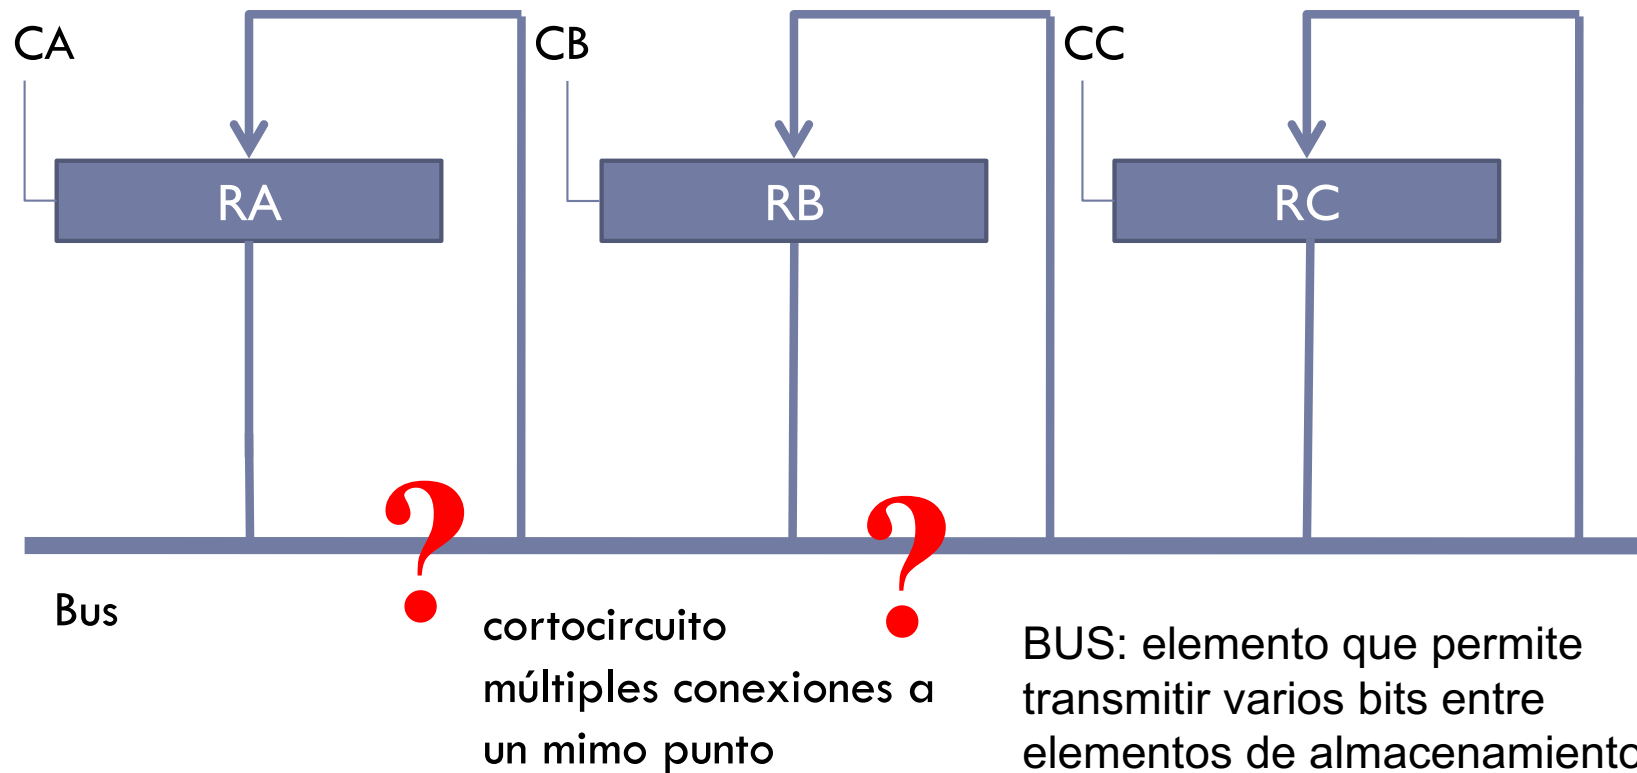 CA
CB
CC
RA
RB
RC
?
?
Bus
cortocircuito
múltiples conexiones a
un mimo punto
BUS: elemento que permite
transmitir varios bits entre
elementos de almacenamiento